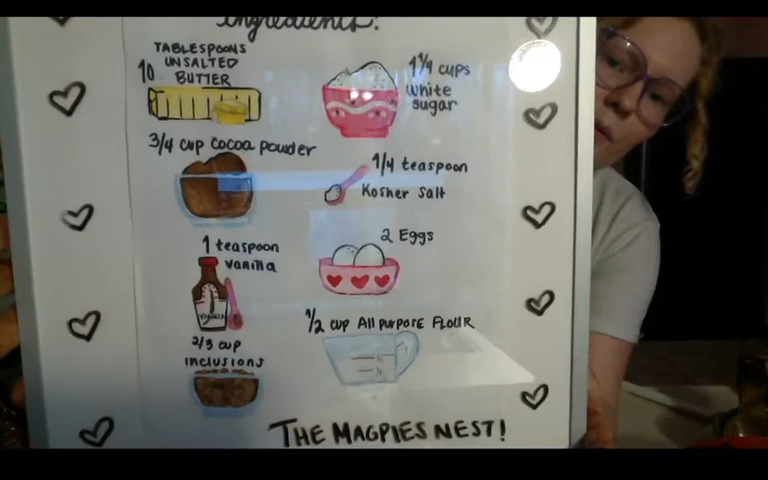 ingredients:
10 TABLESPOONS
UNSALTED
BUTTER
1 1/4 cups
white
sugar
3/4 cup cocoa powder
1/4 teaspoon
Kosher Salt
1 teaspoon
vanilla
2 Eggs
VANILLA
1/2 cup All purpose FLOUR
2/3 cup
inclusions
THE MAGPIES NEST!